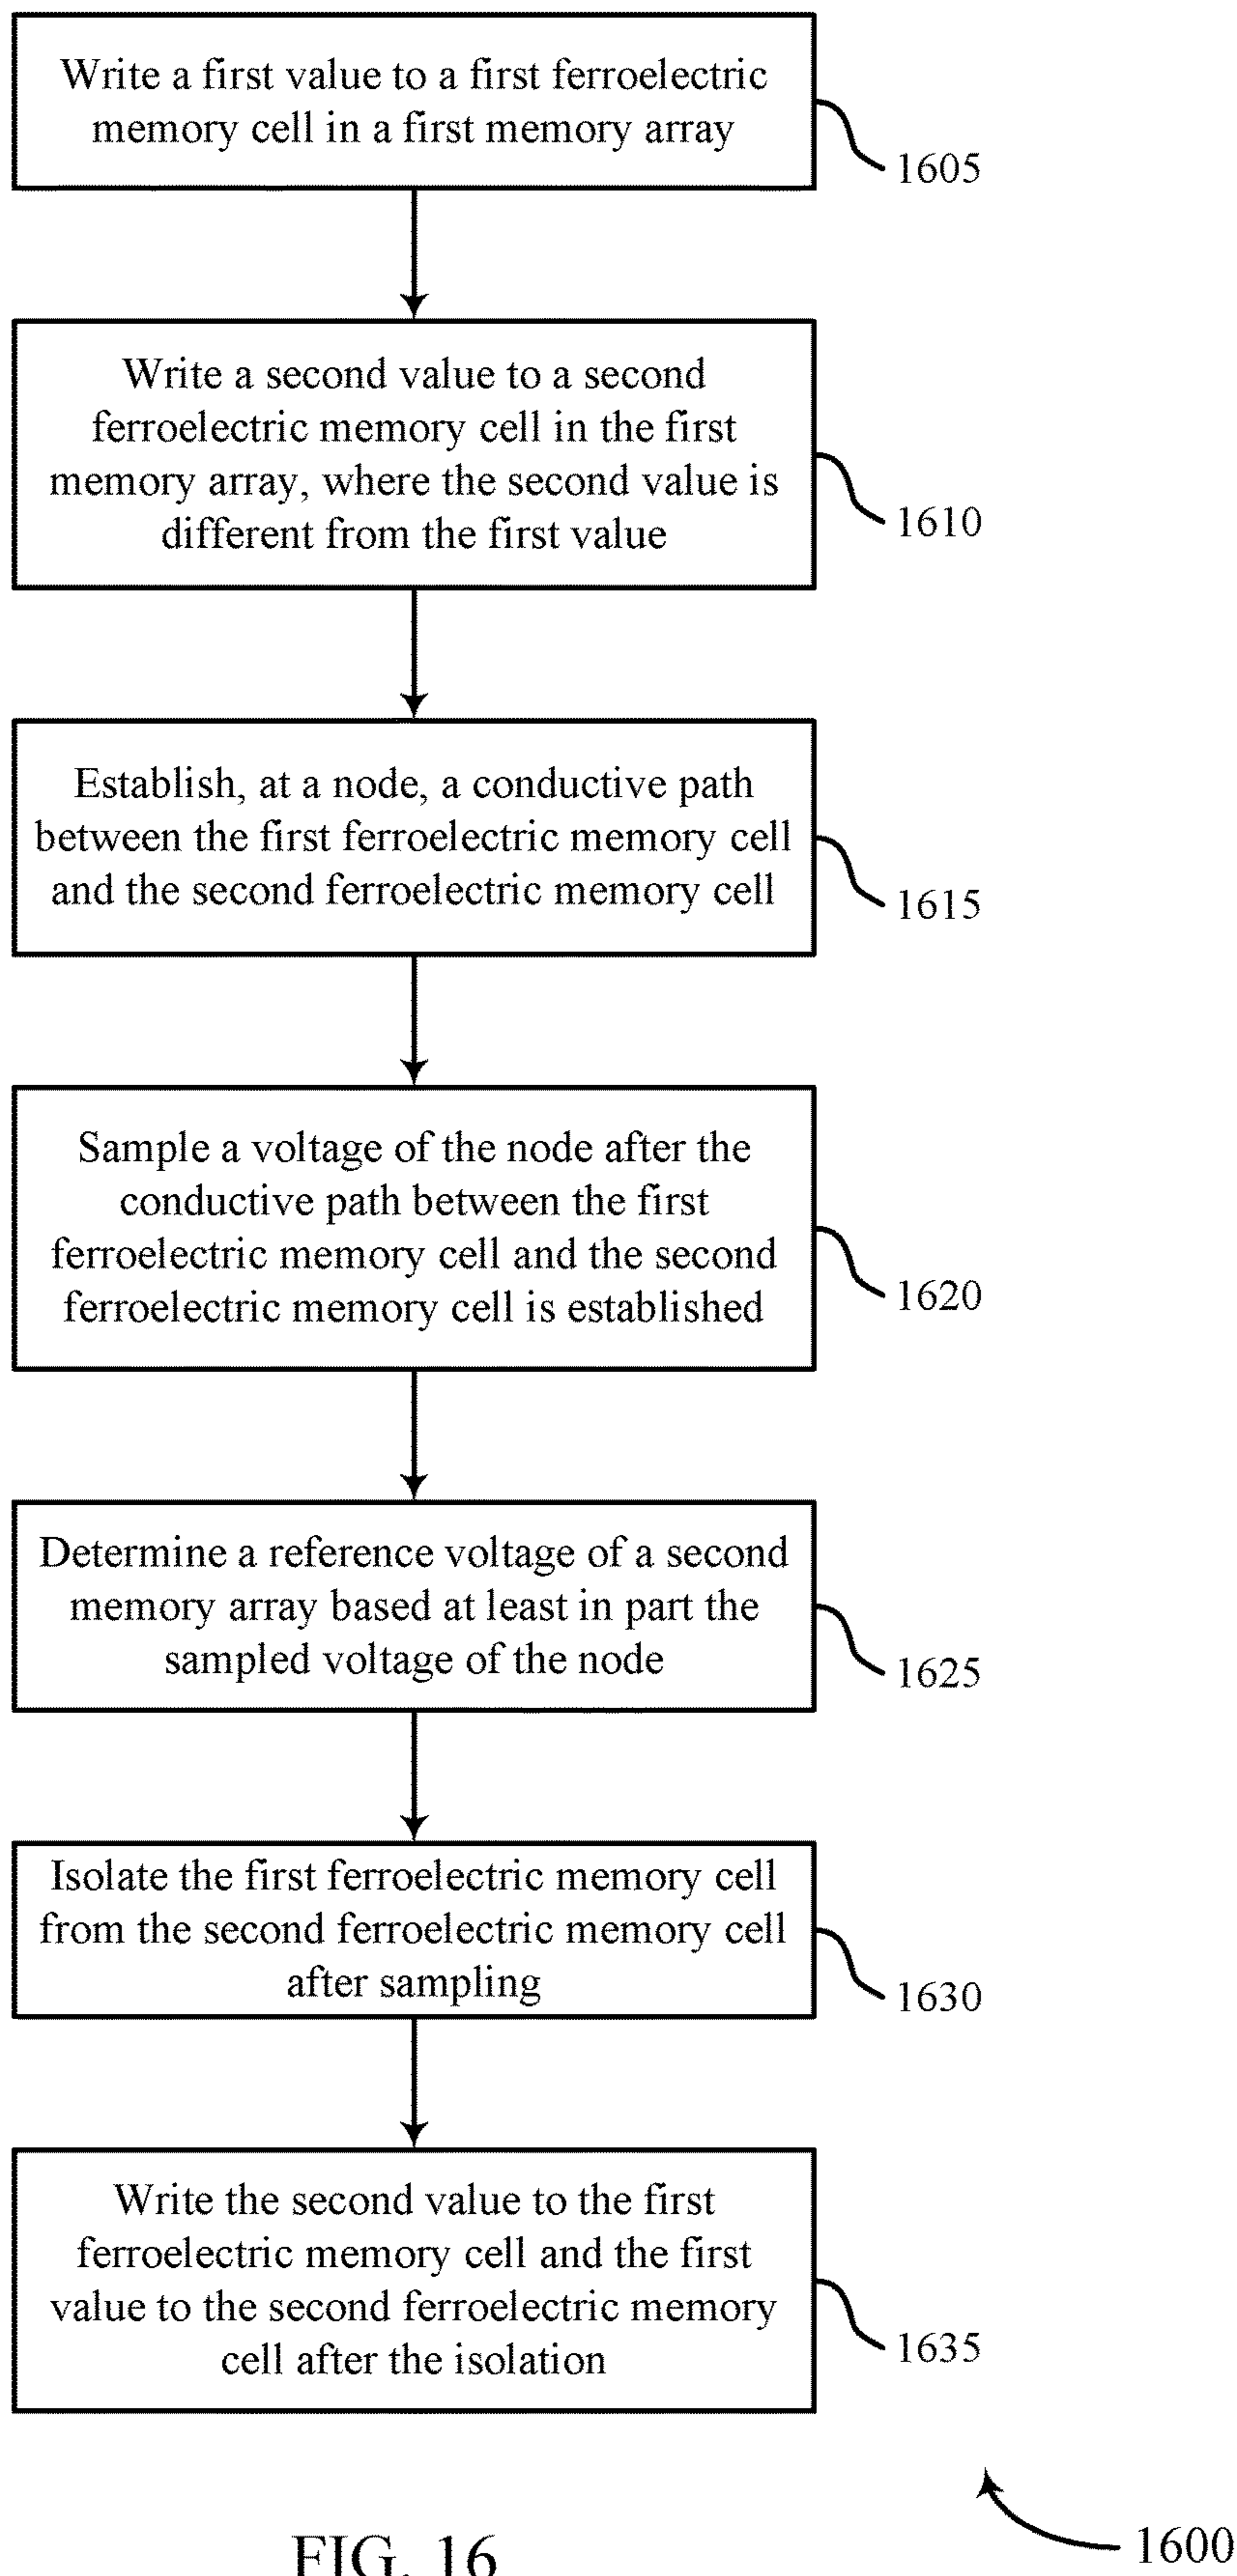 Write a first value to a first ferroelectric
memory cell in a first memory array
1605
Write a second value to a second
ferroelectric memory cell in the first
memory array, where the second value is
different from the first value
1610
Establish, at a node, a conductive path
between the first ferroelectric memory cell
and the second ferroelectric memory cell
1615
Sample a voltage of the node after the
conductive path between the first
ferroelectric memory cell and the second
ferroelectric memory cell is established
1620
Determine a reference voltage of a second
memory array based at least in part the
sampled voltage of the node
1625
Isolate the first ferroelectric memory cell
from the second ferroelectric memory cell
after sampling
1630
Write the second value to the first
ferroelectric memory cell and the first
value to the second ferroelectric memory
cell after the isolation
1635
1600
FIG. 16